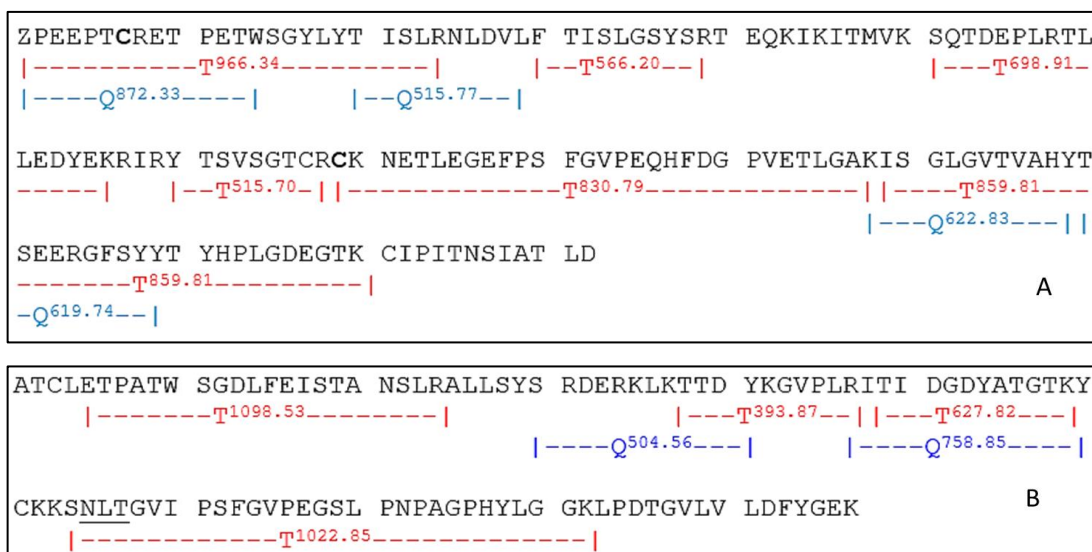 ZPEEPTCRET PETWSGYLYT ISLRNLDVLF TISLGSYSRT EQKIKITMVK SQTDEPLRTL
|----------T966.34---------| |--T566.20---| |---T698.91---
|----Q872.33-------| |--Q515.77---|
LEDYEKRIRY TSVSGTCRCK NETLEGEFPS FGVPEQHFDG PVETLGAKIS GLGVTVAHYT
-----| |--T515.70-||--------------T830.79--------------||----T859.81----
|---Q622.83---||
SEERGFSYYT YHPLGDEGTK CIPITNSIAT LD
-------T859.81---------|
-Q619.74--|
A
ATCLETPATW SGDLFEISTA NSLRALLSYS RDERKLKTTD YKGVPLRITI DGDYATGTKY
|-------T1098.53--------| |---T393.87--||---T627.82---|
|----Q504.56---| |----Q758.85----|
CKKSNLTGVI PSFGVPEGSL PNPAGPHYLG GKLPDTGVLV LDFYGEK
|------------T1022.85-----------|
B